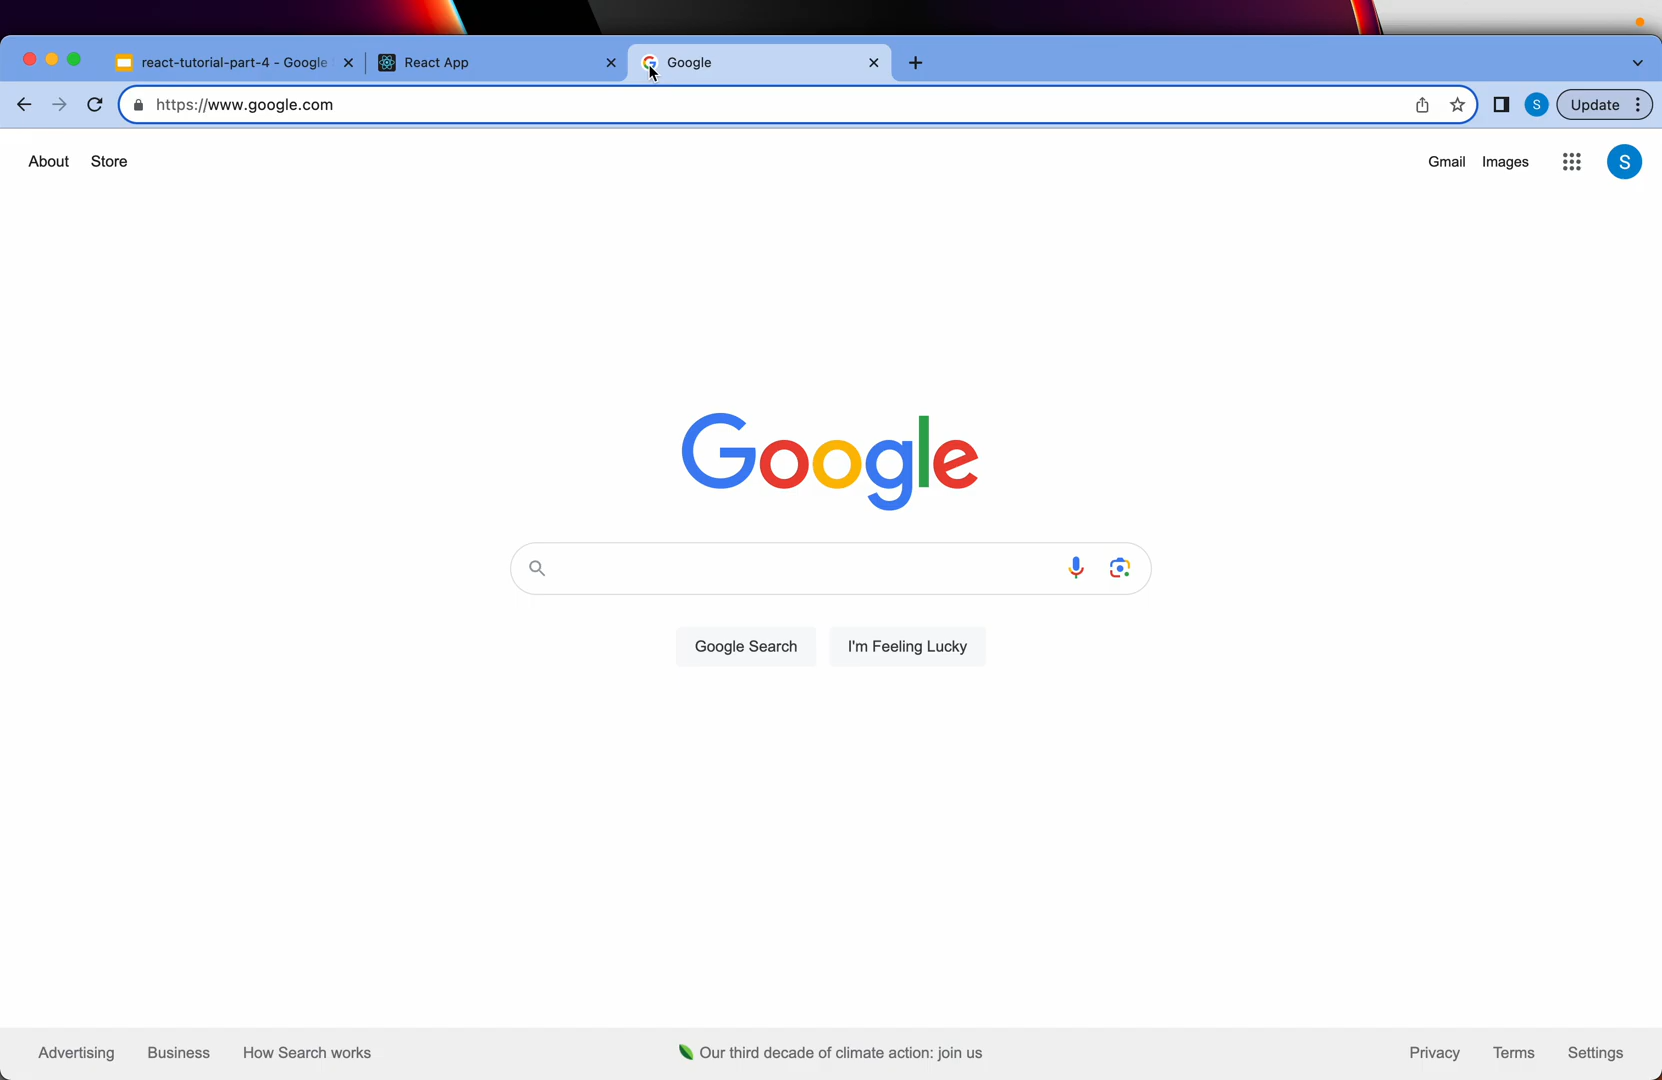 react-tutorial-part-4 - Google
React App
Google
https://www.google.com
S
Update
About
Store
Gmail
Images
S
Google
Google Search
I'm Feeling Lucky
Advertising
Business
How Search works
Our third decade of climate action: join us
Privacy
Terms
Settings